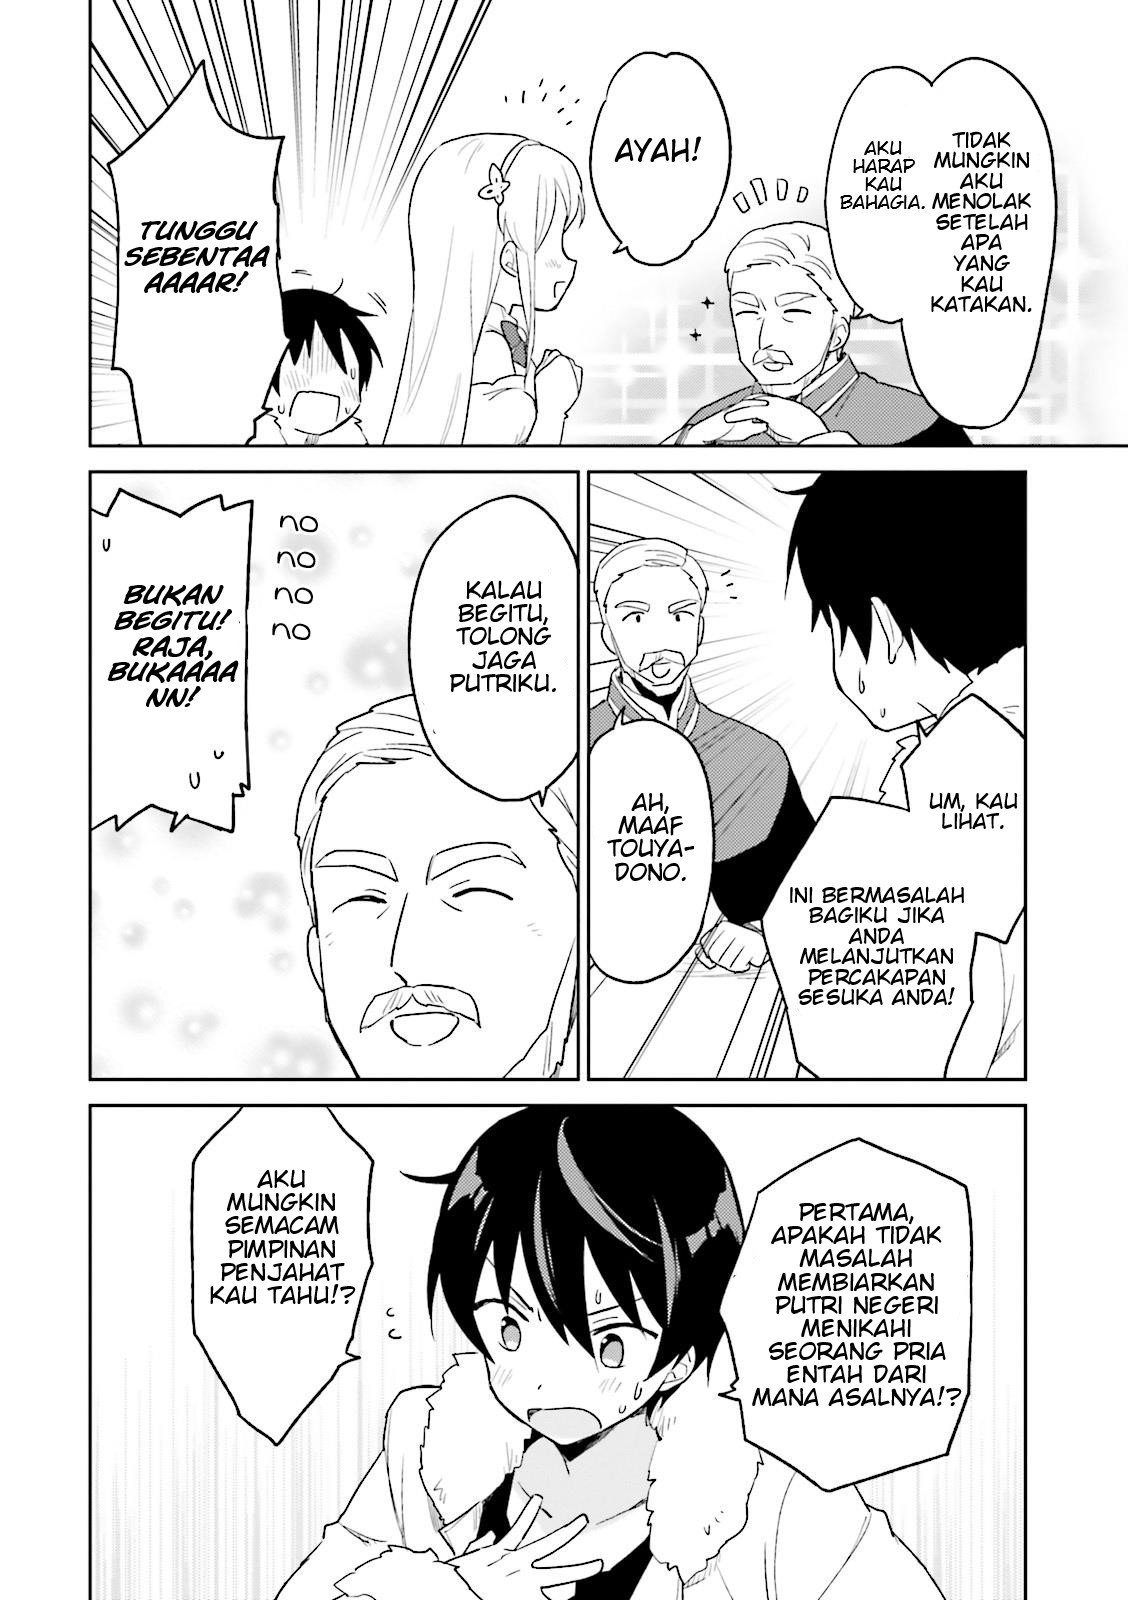 TIDAK
MUNGKIN
AKU
MENOLAK
SETELAH
APA
YANG
KAU
KATAKAN.
AKU
HARAP
KAU
BAHAGIA.
AYAH!
TUNGGU
SEBENTAA
AAAAR!
UM, KAU
LIHAT.
INI BERMASALAH
BAGIKU JIKA
ANDA
MELANJUTKAN
PERCAKAPAN
SESUKA ANDA!
AH,
MAAF
TOUYA-
DONO.
KALAU
BEGITU,
TOLONG
JAGA
PUTRIKU.
no
no
no
no
BUKAN
BEGITU!
RAJA,
BUKAAAA
NN!
PERTAMA,
APAKAH TIDAK
MASALAH
MEMBIARKAN
PUTRI NEGERI
MENIKAHI
SEORANG PRIA
ENTAH DARI
MANA ASALNYA!?
AKU
MUNGKIN
SEMACAM
PIMPINAN
PENJAHAT
KAU TAHU!?